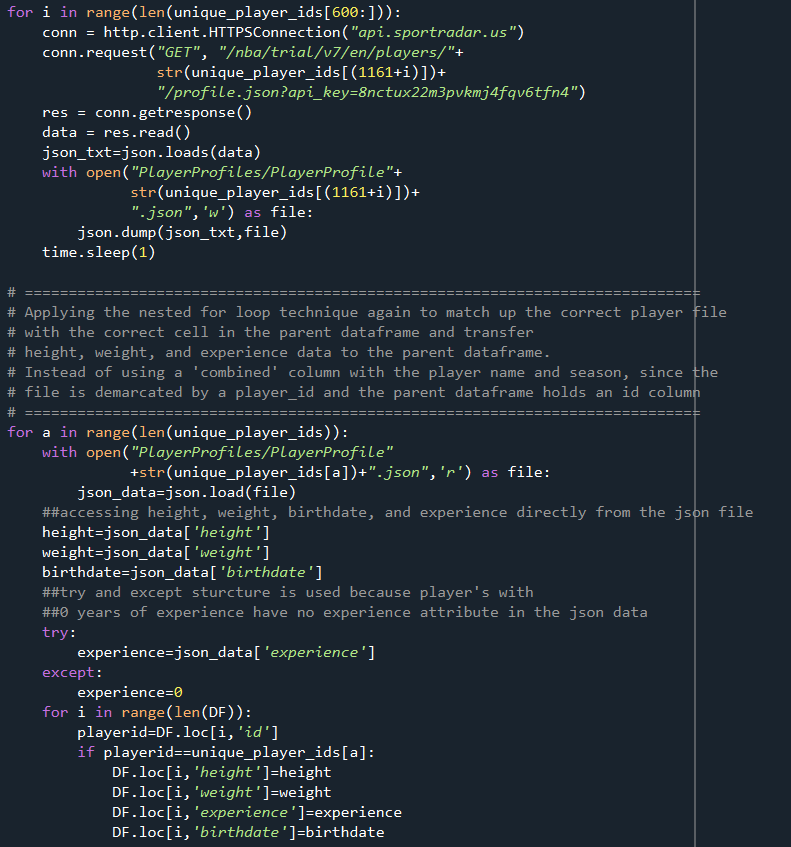 for i in range(len(unique_player_ids[600:])):
    conn = http.client.HTTPSConnection("api.sportradar.us")
    conn.request("GET", "/nba/trial/v7/en/players/"+
                 str(unique_player_ids[(1161+i)])+
                 "/profile.json?api_key=8nctux22m3pvkmj4fqv6tfn4")
    res = conn.getresponse()
    data = res.read()
    json_txt=json.loads(data)
    with open("PlayerProfiles/PlayerProfile"+
              str(unique_player_ids[(1161+i)])+
              ".json",'w') as file:
        json.dump(json_txt,file)
    time.sleep(1)

# =============================================================================
# Applying the nested for loop technique again to match up the correct player file
# with the correct cell in the parent dataframe and transfer
# height, weight, and experience data to the parent dataframe.
# Instead of using a 'combined' column with the player name and season, since the
# file is demarcated by a player_id and the parent dataframe holds an id column
# =============================================================================
for a in range(len(unique_player_ids)):
    with open("PlayerProfiles/PlayerProfile"
              +str(unique_player_ids[a])+".json",'r') as file:
        json_data=json.load(file)
    ##accessing height, weight, birthdate, and experience directly from the json file
    height=json_data['height']
    weight=json_data['weight']
    birthdate=json_data['birthdate']
    ##try and except sturcture is used because player's with
    ##0 years of experience have no experience attribute in the json data
    try:
        experience=json_data['experience']
    except:
        experience=0
    for i in range(len(DF)):
        playerid=DF.loc[i,'id']
        if playerid==unique_player_ids[a]:
            DF.loc[i,'height']=height
            DF.loc[i,'weight']=weight
            DF.loc[i,'experience']=experience
            DF.loc[i,'birthdate']=birthdate